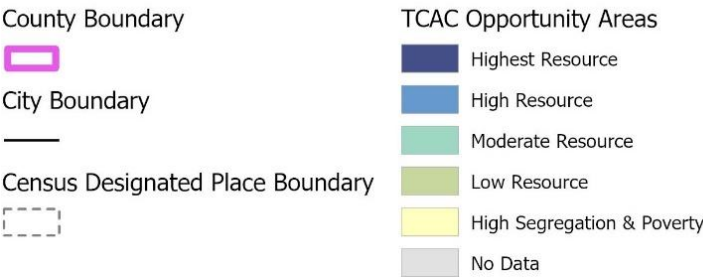 County Boundary
City Boundary
Census Designated Place Boundary
TCAC Opportunity Areas
Highest Resource
High Resource
Moderate Resource
Low Resource
High Segregation & Poverty
No Data